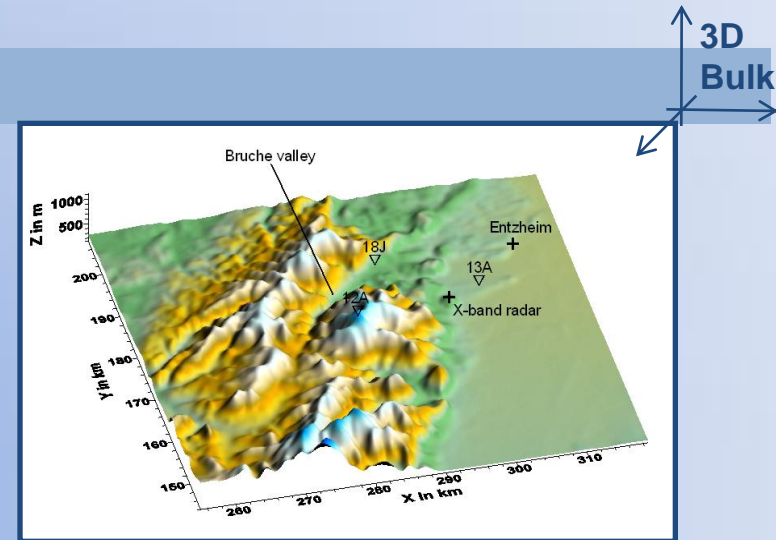 3D
Bulk
Bruche valley
Z in m
1000
500
Entzheim
18J
13A
12A
X-band radar
Y in km
200
190
180
170
160
150
260
270
280
290
300
310
X in km